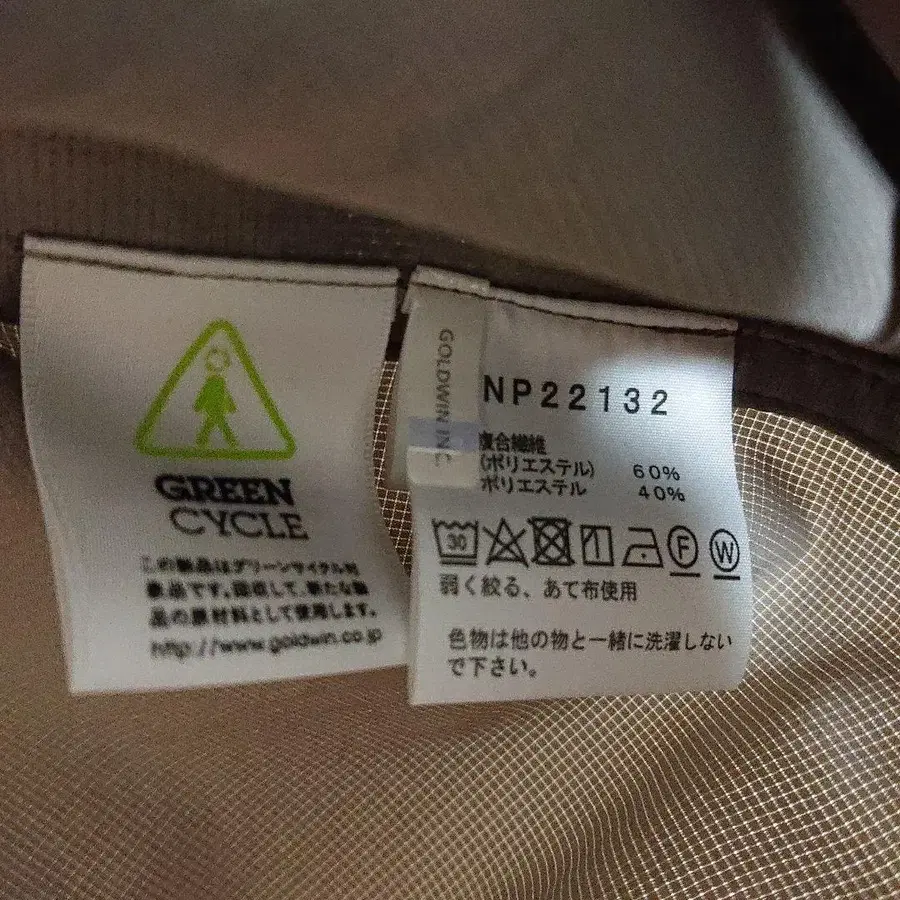 GREEN
CYCLE
この製品はグリーンサイクル対
象品です。回収して、新たな製
品の原材料として使用します。
http://www.goldwin.co.jp
GOLDWIN INC.
NP22132
複合繊維
(ポリエステル) 60%
ポリエステル 40%
30
F
W
弱く絞る、あて布使用
色物は他の物と一緒に洗濯しない
で下さい。